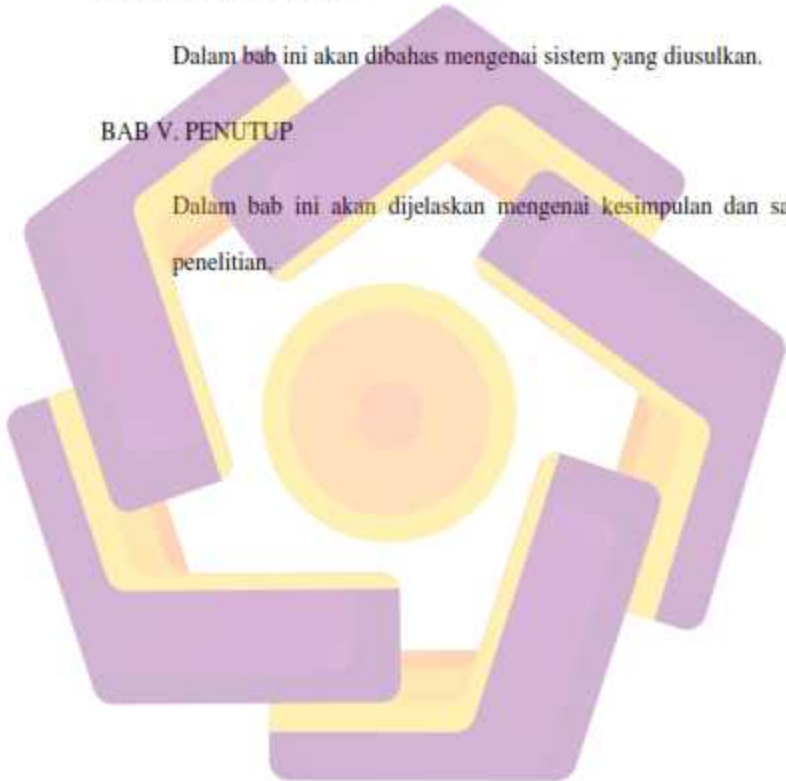 Dalam bab ini akan dibahas mengenai sistem yang diusulkan.
BAB V. PENUTUP
Dalam bab ini akan dijelaskan mengenai kesimpulan dan sa
penelitian.